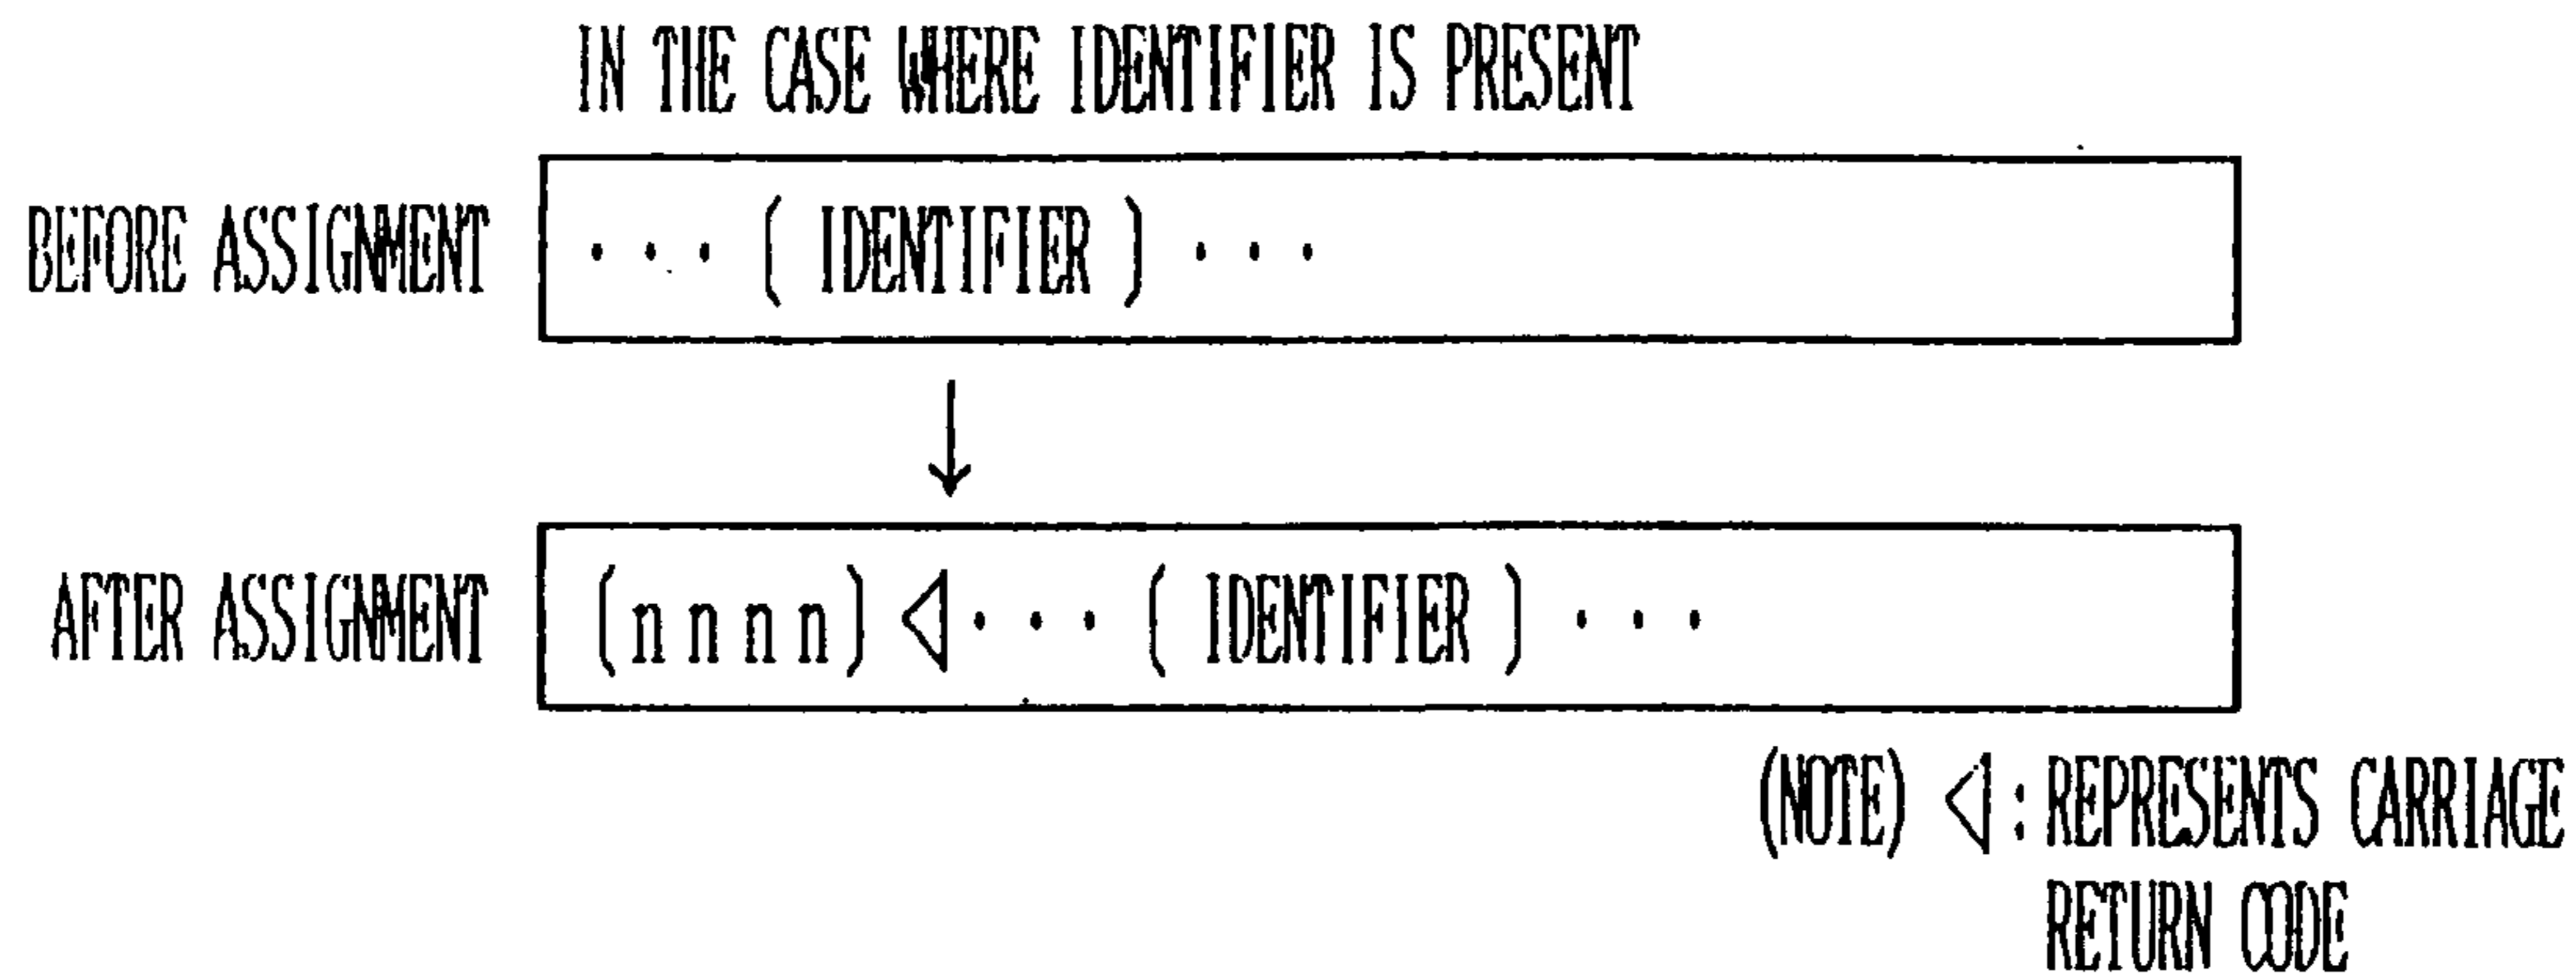 IN THE CASE WHERE IDENTIFIER IS PRESENT
BEFORE ASSIGNMENT ・・・( IDENTIFIER )・・・
↓
AFTER ASSIGNMENT (nnnn)◁・・・( IDENTIFIER )・・・
(NOTE) ◁: REPRESENTS CARRIAGE
RETURN CODE